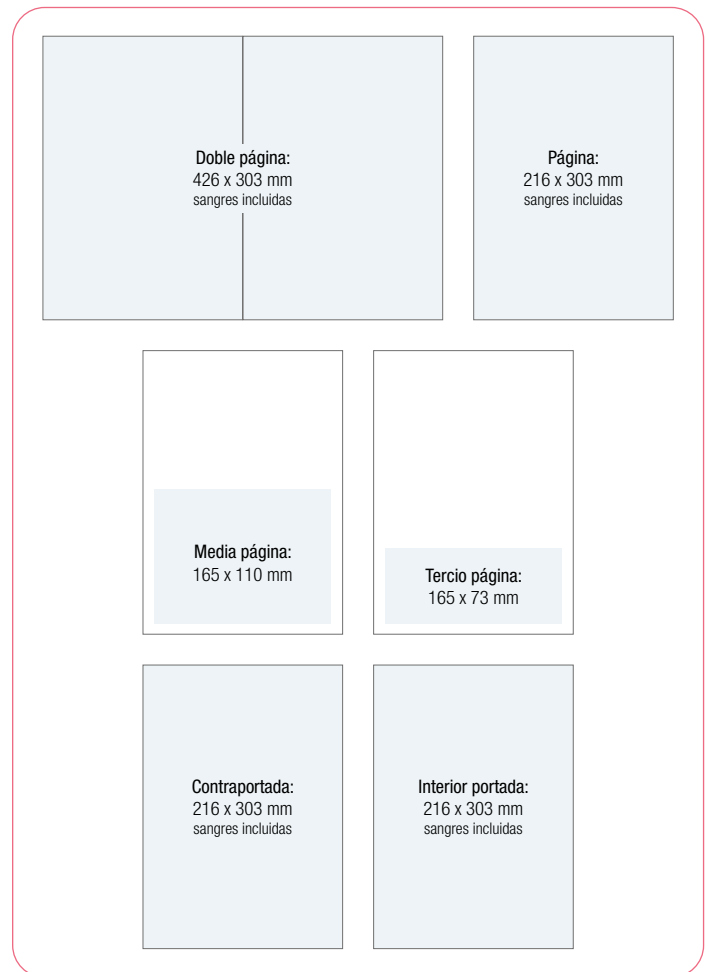 Doble página:
426 x 303 mm
sangres incluidas
Página:
216 x 303 mm
sangres incluidas
Media página:
165 x 110 mm
Tercio página:
165 x 73 mm
Contraportada:
216 x 303 mm
sangres incluidas
Interior portada:
216 x 303 mm
sangres incluidas